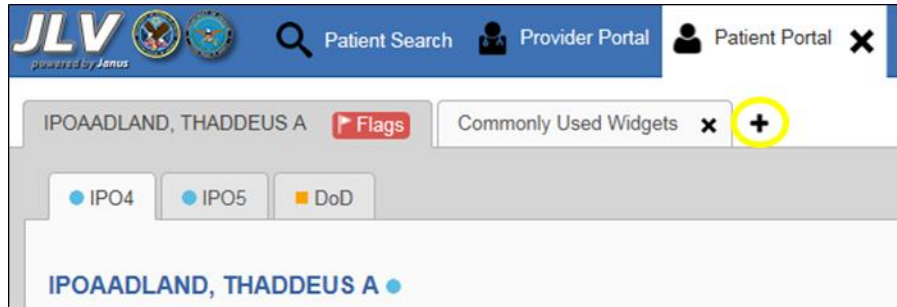 JLV Patient Search Provider Portal Patient Portal
powered by Janus
IPOAADLAND, THADDEUS A Flags Commonly Used Widgets
IPO4 IPO5 DoD
IPOAADLAND, THADDEUS A